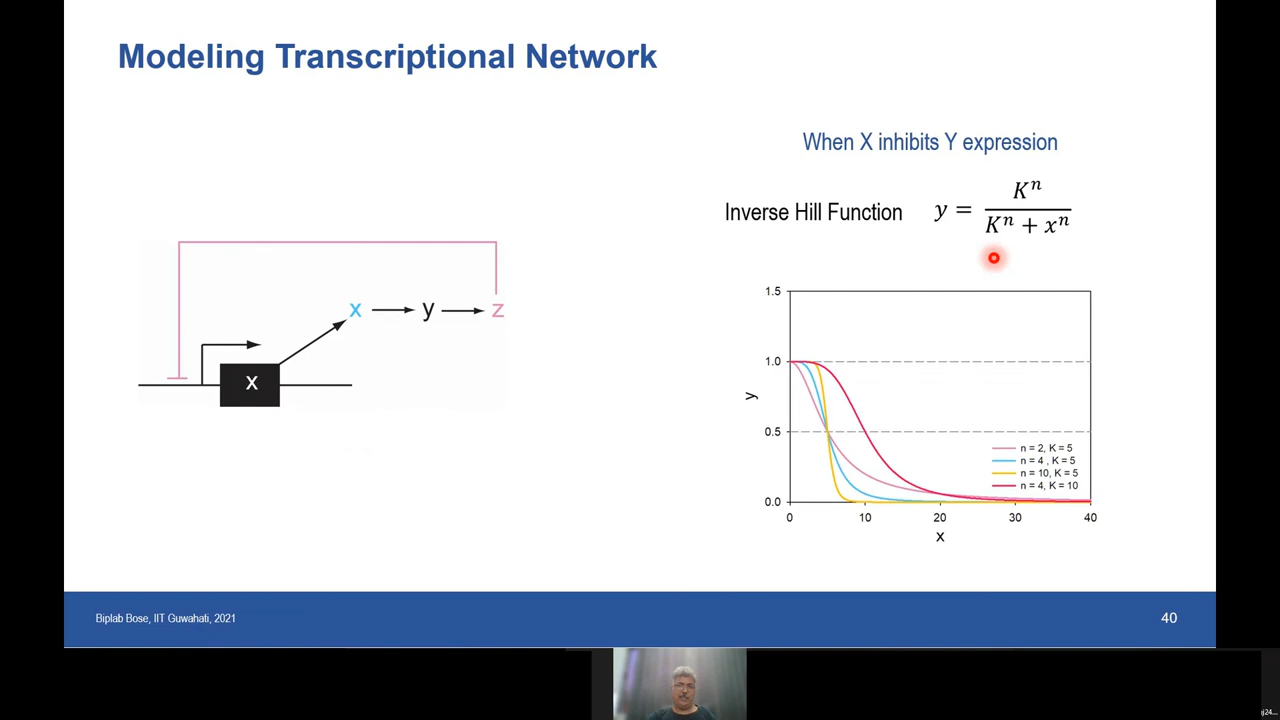 Modeling Transcriptional Network
When X inhibits Y expression
Inverse Hill Function y = K^n / (K^n + x^n)
x y z
X
1.5
1.0
0.5
0.0
y
n = 2, K = 5
n = 4 , K = 5
n = 10, K = 5
n = 4, K = 10
0 10 20 30 40
x
Biplab Bose, IIT Guwahati, 2021
40